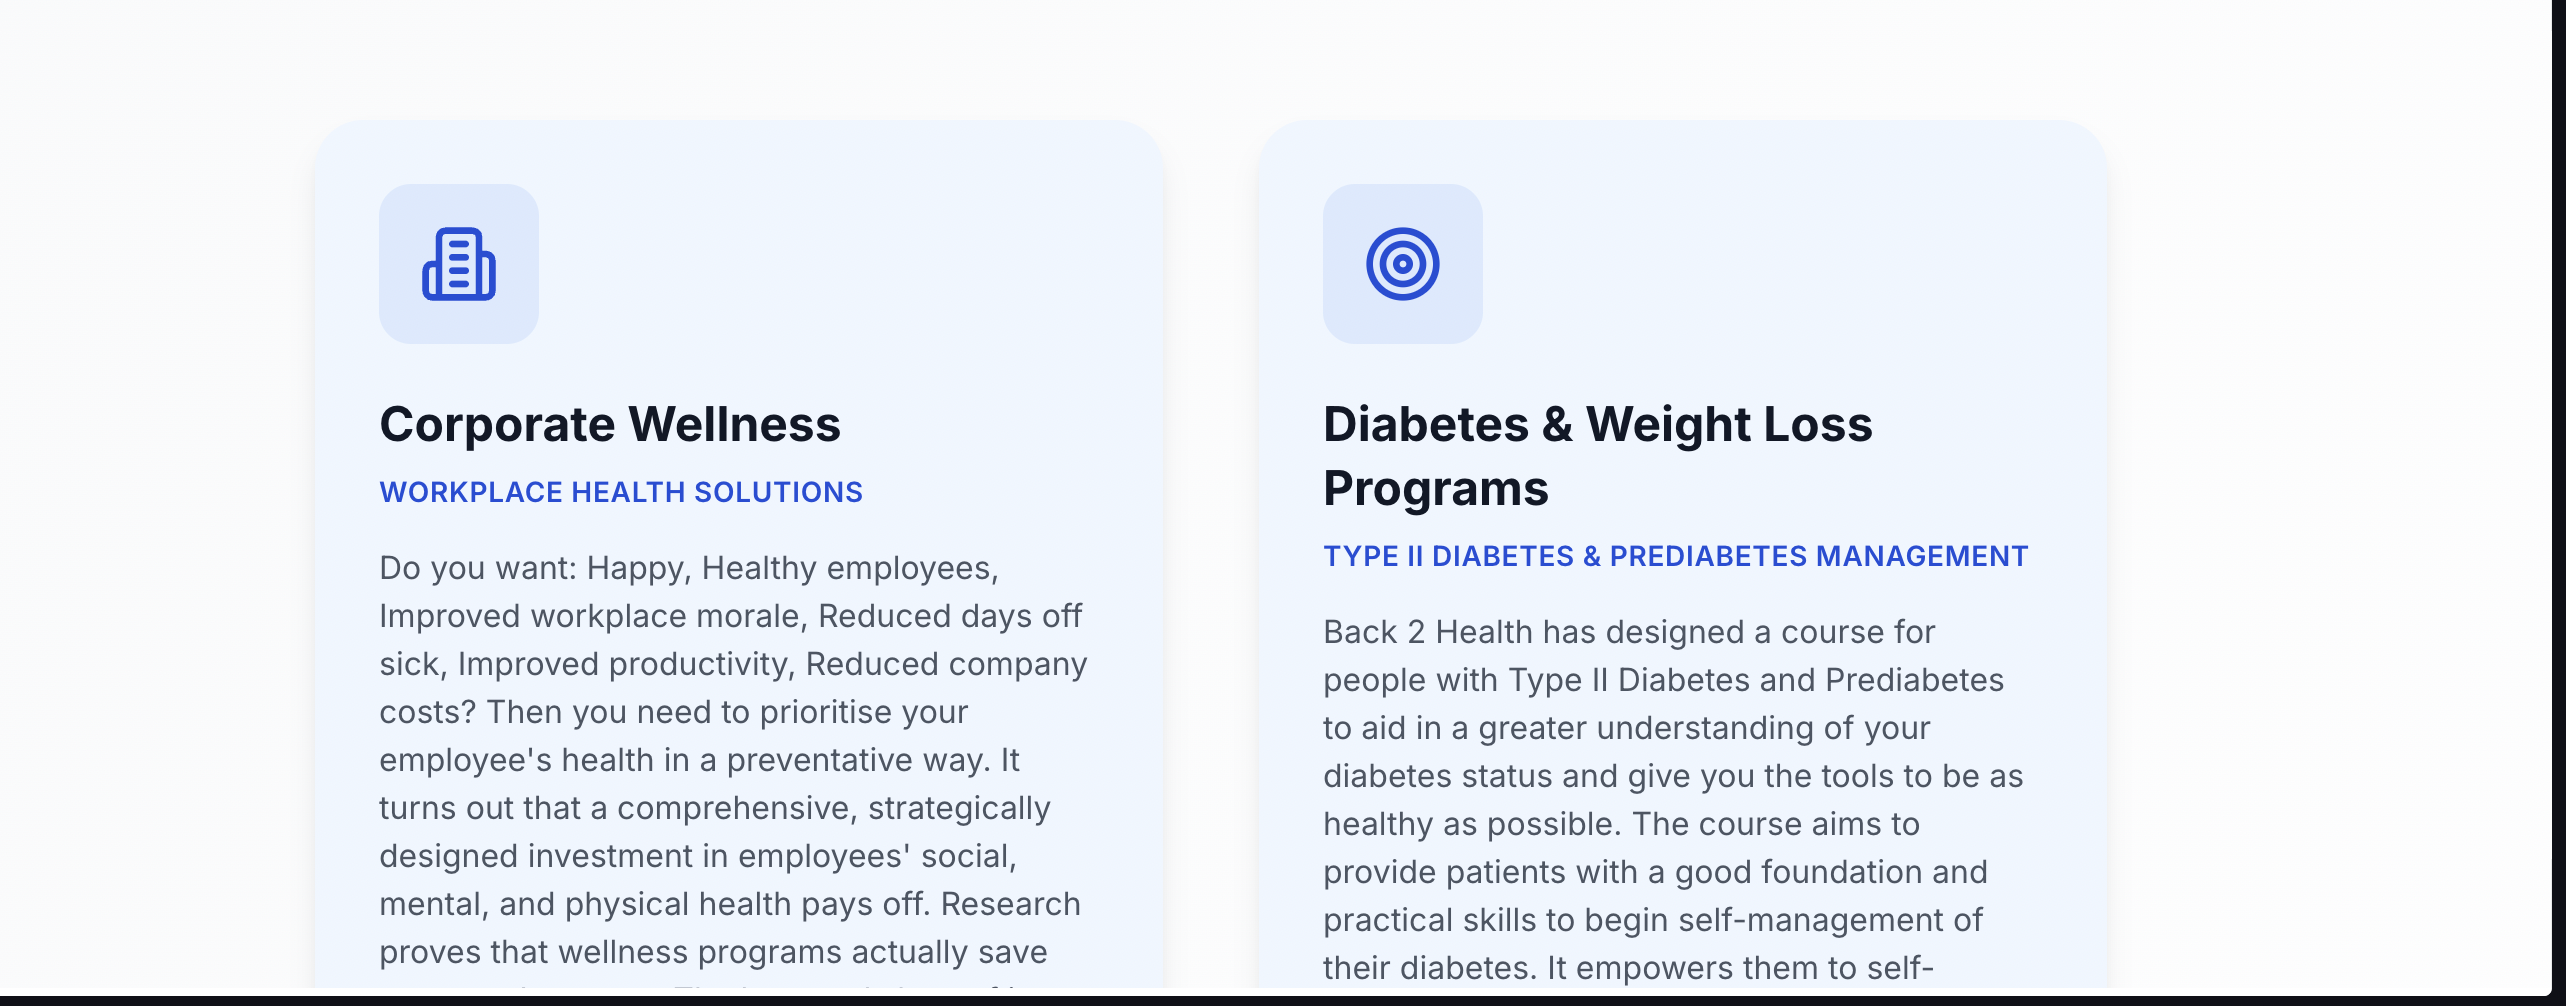 Corporate Wellness
WORKPLACE HEALTH SOLUTIONS
Do you want: Happy, Healthy employees,
Improved workplace morale, Reduced days off
sick, Improved productivity, Reduced company
costs? Then you need to prioritise your
employee's health in a preventative way. It
turns out that a comprehensive, strategically
designed investment in employees' social,
mental, and physical health pays off. Research
proves that wellness programs actually save
Diabetes & Weight Loss
Programs
TYPE II DIABETES & PREDIABETES MANAGEMENT
Back 2 Health has designed a course for
people with Type II Diabetes and Prediabetes
to aid in a greater understanding of your
diabetes status and give you the tools to be as
healthy as possible. The course aims to
provide patients with a good foundation and
practical skills to begin self-management of
their diabetes. It empowers them to self-